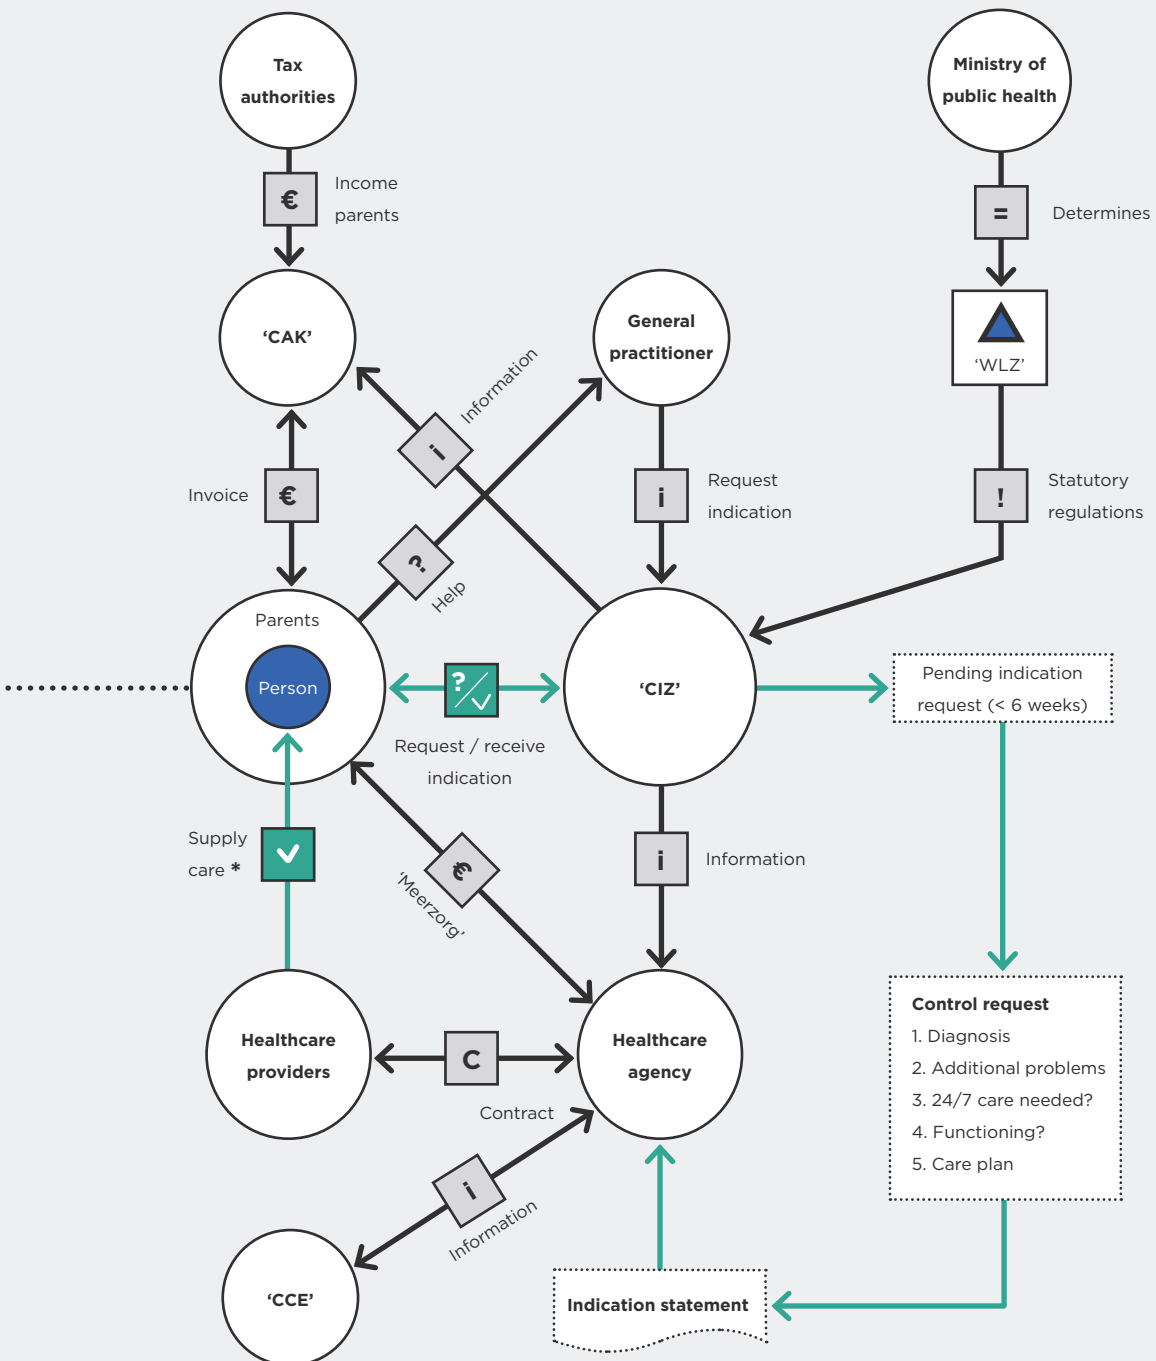 Tax
authorities
Ministry of
public health
€
Income
parents
=
Determines
‘CAK’
General
practitioner
‘WLZ’
Information
i
Invoice
€
i
Request
indication
!
Statutory
regulations
?
Help
Parents
Person
?
Request / receive
indication
‘CIZ’
Pending indication
request (< 6 weeks)
Supply
care *
€
‘Meerzorg’
i
Information
Healthcare
providers
C
Contract
Healthcare
agency
Control request
1. Diagnosis
2. Additional problems
3. 24/7 care needed?
4. Functioning?
5. Care plan
i
Information
‘CCE’
Indication statement